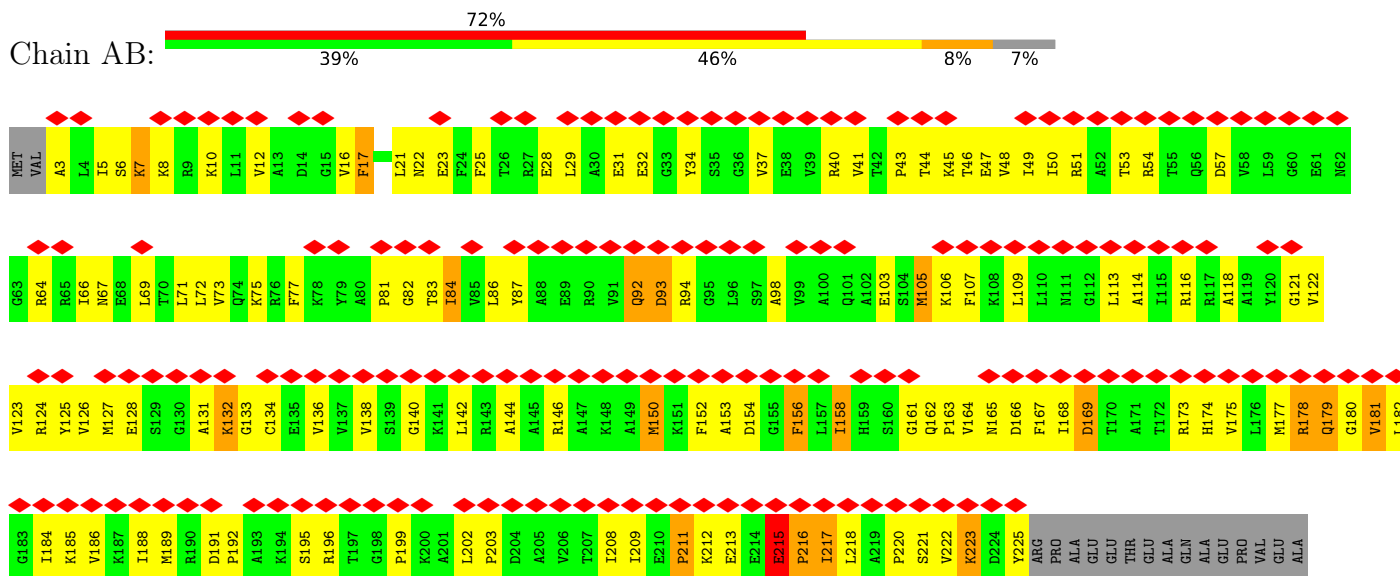 72%
Chain AB:
39% 46% 8% 7%
MET VAL A3 L4 I5 S6 K7 K8 R9 K10 L11 V12 A13 D14 G15 V16 F17 L21 N22 E23 F24 F25 T26 R27 E28 L29 A30 E31 E32 G33 Y34 S35 G36 V37 E38 V39 R40 V41 T42 P43 T44 K45 T46 E47 V48 I49 I50 R51 A52 T53 R54 T55 Q56 D57 V58 L59 G60 E61 N62
G63 R64 R65 I66 N67 E68 L69 T70 L71 L72 V73 Q74 K75 R76 F77 K78 Y79 A80 P81 G82 T83 I84 V85 L86 Y87 A88 E89 R90 V91 Q92 D93 R94 G95 L96 S97 A98 V99 A100 Q101 A102 E103 S104 M105 K106 F107 K108 L109 L110 N111 G112 L113 A114 I115 R116 R117 A118 A119 Y120 G121 V122
V123 R124 Y125 V126 M127 E128 S129 G130 A131 K132 G133 C134 E135 V136 V137 V138 S139 G140 K141 L142 R143 A144 A145 R146 A147 K148 A149 M150 K151 F152 A153 D154 G155 F156 L157 I158 H159 S160 G161 Q162 P163 V164 N165 D166 F167 I168 D169 T170 A171 T172 R173 H174 V175 L176 M177 R178 Q179 G180 V181 L182
G183 I184 K185 V186 K187 I188 M189 R190 D191 P192 A193 K194 S195 R196 T197 G198 P199 K200 A201 L202 P203 D204 A205 V206 T207 I208 I209 E210 P211 K212 E213 E214 E215 P216 I217 L218 A219 P220 S221 V222 K223 D224 Y225 ARG PRO ALA GLU GLU THR GLU ALA GLN ALA GLU PRO VAL GLU ALA